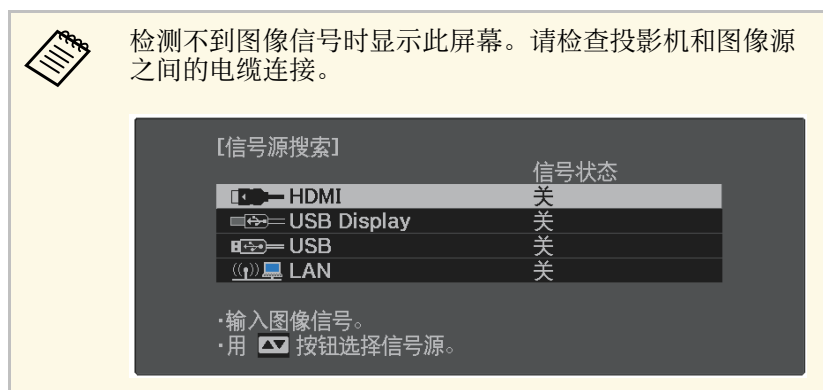 检测不到图像信号时显示此屏幕。请检查投影机和图像源
之间的电缆连接。
[信号源搜索]
信号状态
HDMI 关
USB Display 关
USB 关
LAN 关
·输入图像信号。
·用 ▲▼ 按钮选择信号源。